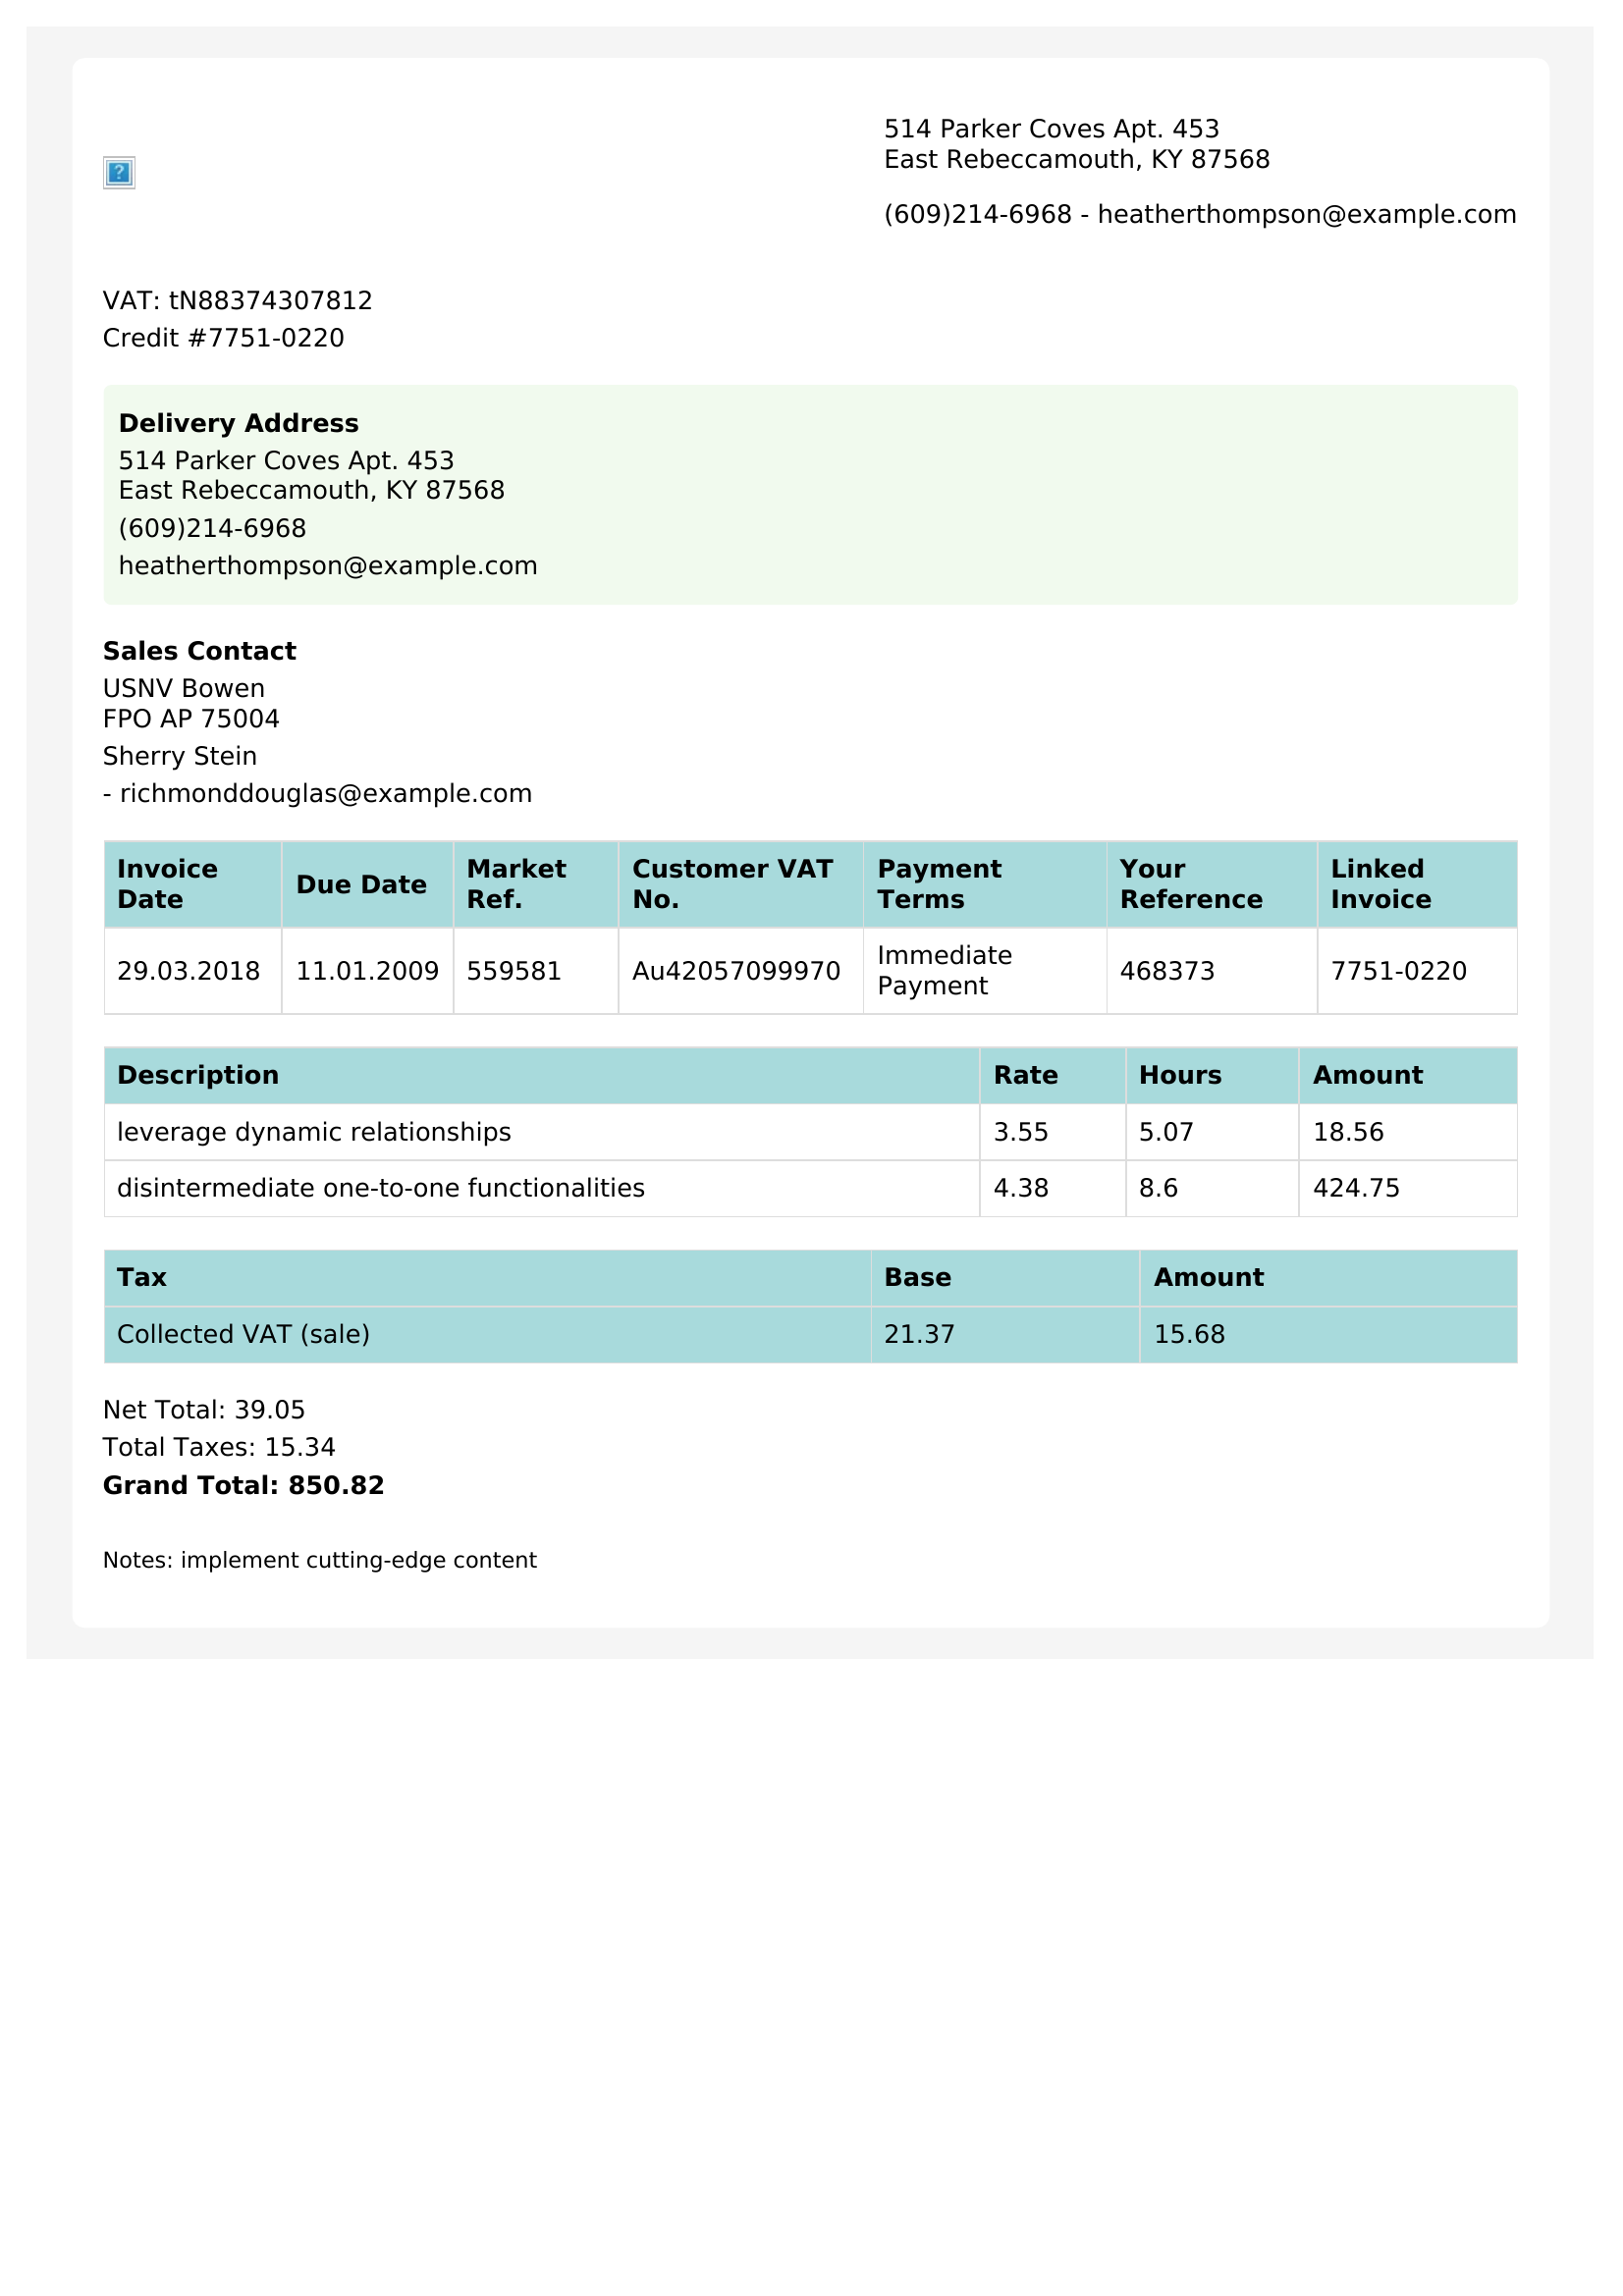 514 Parker Coves Apt. 453
East Rebeccamouth, KY 87568
(609)214-6968 - heatherthompson@example.com
VAT: tN88374307812
Credit #7751-0220
Delivery Address
514 Parker Coves Apt. 453
East Rebeccamouth, KY 87568
(609)214-6968
heatherthompson@example.com
Sales Contact
USNV Bowen
FPO AP 75004
Sherry Stein
- richmonddouglas@example.com
Invoice Date Due Date Market Ref. Customer VAT No. Payment Terms Your Reference Linked Invoice
29.03.2018 11.01.2009 559581 Au42057099970 Immediate Payment 468373 7751-0220
Description Rate Hours Amount
leverage dynamic relationships 3.55 5.07 18.56
disintermediate one-to-one functionalities 4.38 8.6 424.75
Tax Base Amount
Collected VAT (sale) 21.37 15.68
Net Total: 39.05
Total Taxes: 15.34
Grand Total: 850.82
Notes: implement cutting-edge content